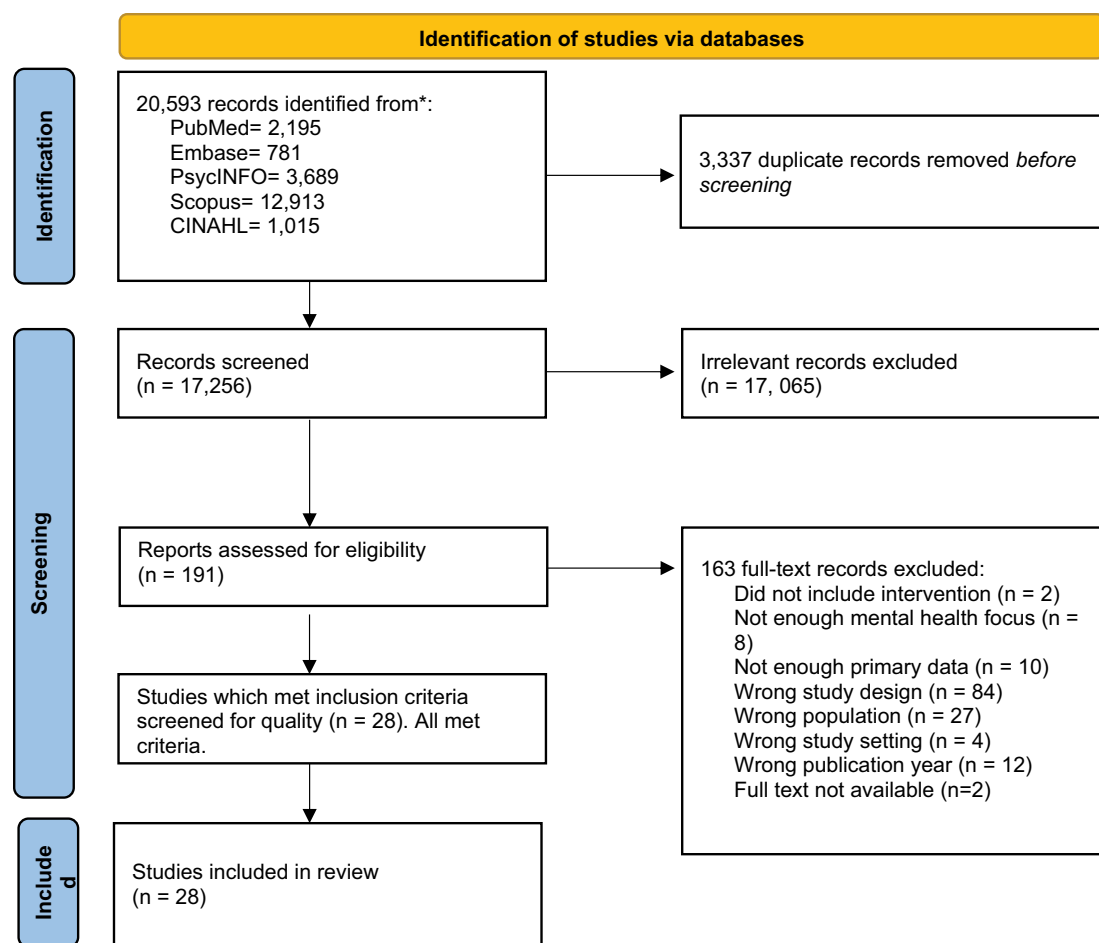 Identification of studies via databases
Identification
20,593 records identified from*:
PubMed= 2,195
Embase= 781
PsycINFO= 3,689
Scopus= 12,913
CINAHL= 1,015
3,337 duplicate records removed before
screening
Screening
Records screened
(n = 17,256)
Irrelevant records excluded
(n = 17, 065)
Reports assessed for eligibility
(n = 191)
163 full-text records excluded:
Did not include intervention (n = 2)
Not enough mental health focus (n =
8)
Not enough primary data (n = 10)
Wrong study design (n = 84)
Wrong population (n = 27)
Wrong study setting (n = 4)
Wrong publication year (n = 12)
Full text not available (n=2)
Studies which met inclusion criteria
screened for quality (n = 28). All met
criteria.
Include
d
Studies included in review
(n = 28)